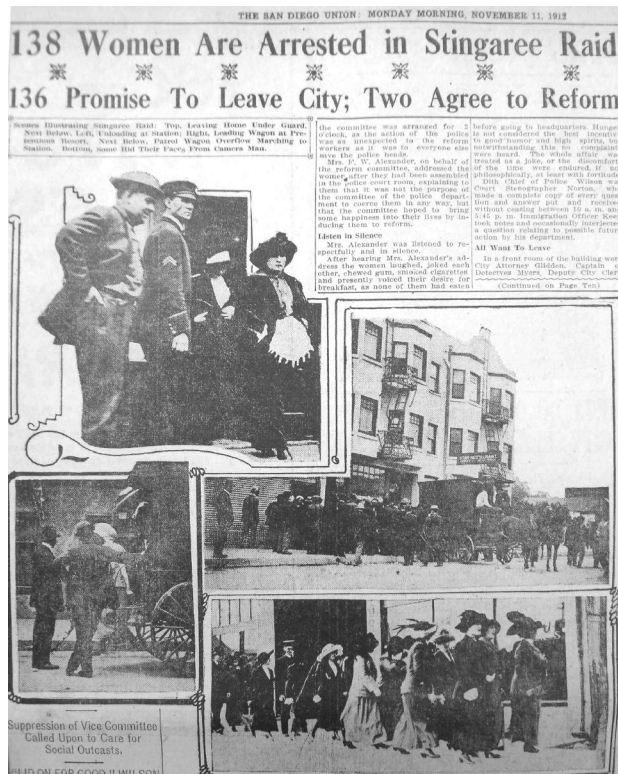 THE SAN DIEGO UNION: MONDAY MORNING, NOVEMBER 11, 1912
138 Women Are Arrested in Stingaree Raid
136 Promise To Leave City; Two Agree to Reform
Scenes Illustrating Stingaree Raid: Top, Leaving Home Under Guard.
Next Below, Left, Unloading at Station; Right, Leading Wagon at Pre-
tentious Resort. Next Below, Patrol Wagon Overflow Marching to
Station. Bottom, Some Hid Their Faces From Camera Man.
the committee was arranged for 2
o'clock, as the action of the police
was as unexpected to the reform
workers as it was to everyone else
save the police heads.
Mrs. F. W. Alexander, on behalf of
the reform committee, addressed the
women after they had been assembled
in the police court room, explaining to
them that it was not the purpose of
the committee of the police depart-
ment to coerce them in any way, but
that the committee hoped to bring
some happiness into their lives by in-
ducing them to reform.
Listen in Silence
Mrs. Alexander was listened to re-
spectfully and in silence.
After hearing Mrs. Alexander's ad-
dress the women laughed, joked each
other, chewed gum, smoked cigarettes
and presently voiced their desire for
breakfast, as none of them had eaten
before going to headquarters. Hunger
is not considered the best incentive
to good humor and high spirits, but
notwithstanding this no complaints
were heard. The whole affair was
treated as a joke, or the discomforts
of the time were endured, if not
philosophically, at least with fortitude.
Dith Chief of Police Wilson was
Court Stenographer Norton, who
made a complete copy of every ques-
tion and answer put and received
without ceasing between 10 a. m. and
5:45 p. m. Immigration Officer Kee
took notes and occasionally interjected
a question relating to possible future
action by his department.
All Want To Leave
In a front room of the building were
City Attorney Glidden, Captain of
Detectives Myers, Deputy City Clerk
(Continued on Page Ten)
Suppression of Vice Committee
Called Upon to Care for
Social Outcasts.